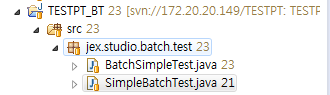 TESTPT_BT 23 [svn://172.20.20.149/TESTPT: TESTF
src 23
jex.studio.batch.test 23
BatchSimpleTest.java 23
SimpleBatchTest.java 21